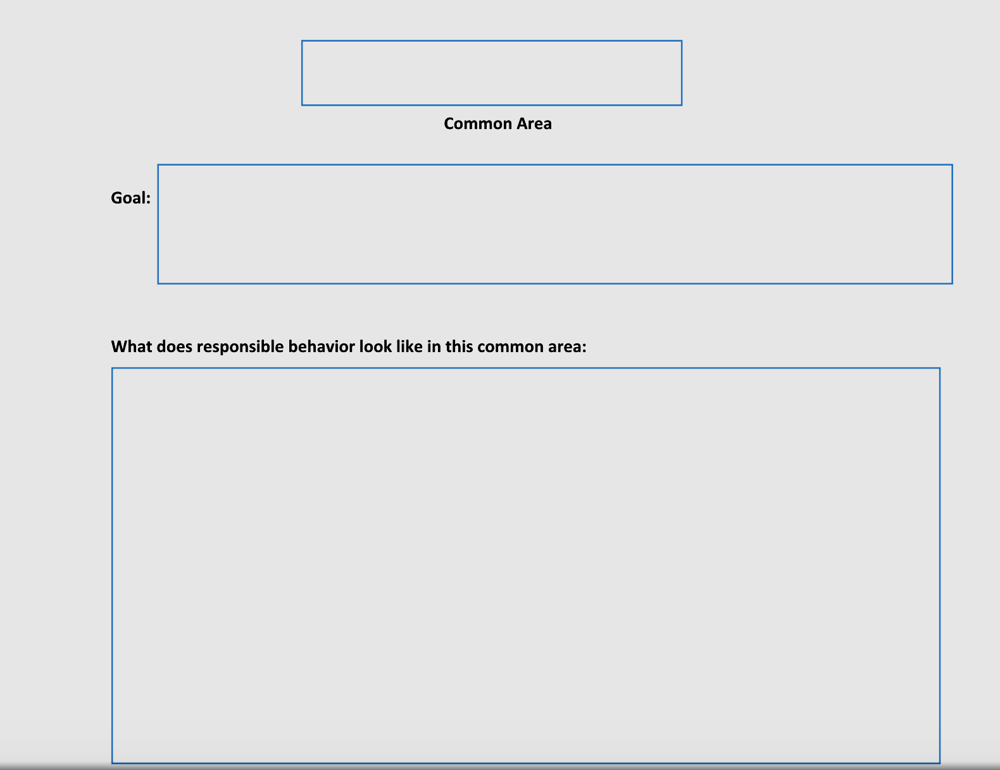 Common Area
Goal:
What does responsible behavior look like in this common area: